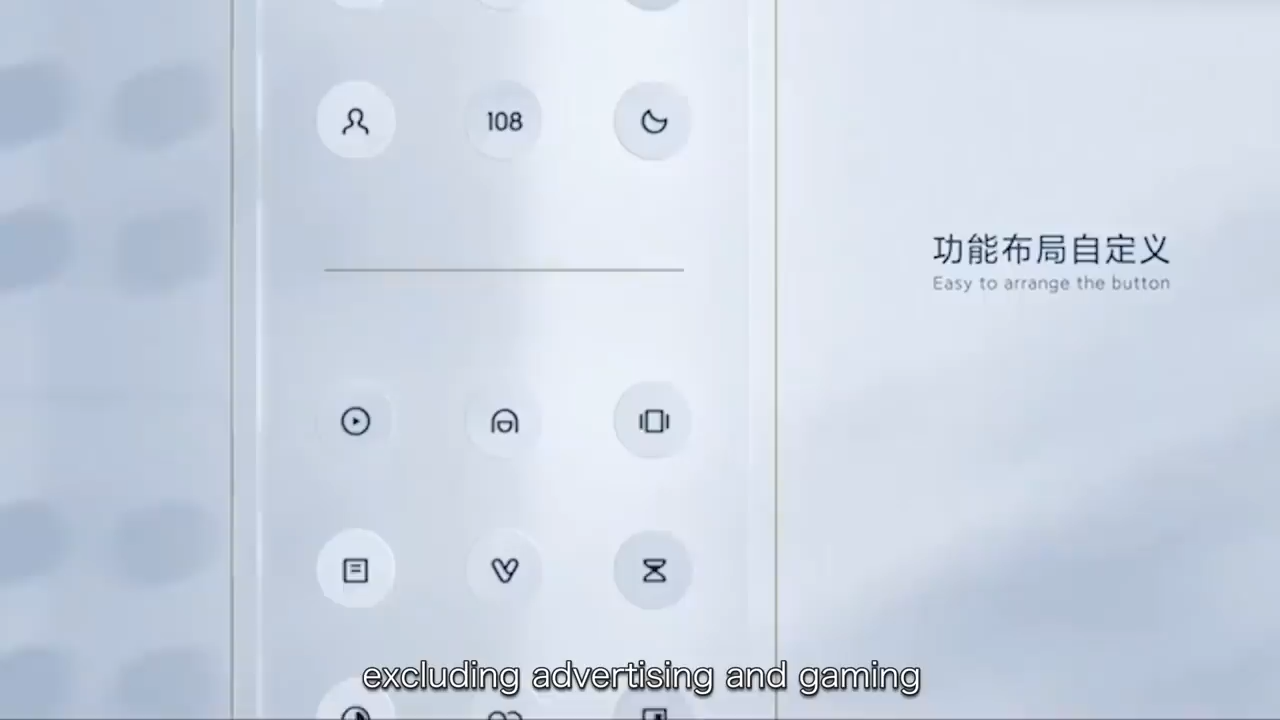 108
功能布局自定义
Easy to arrange the button
excluding advertising and gaming